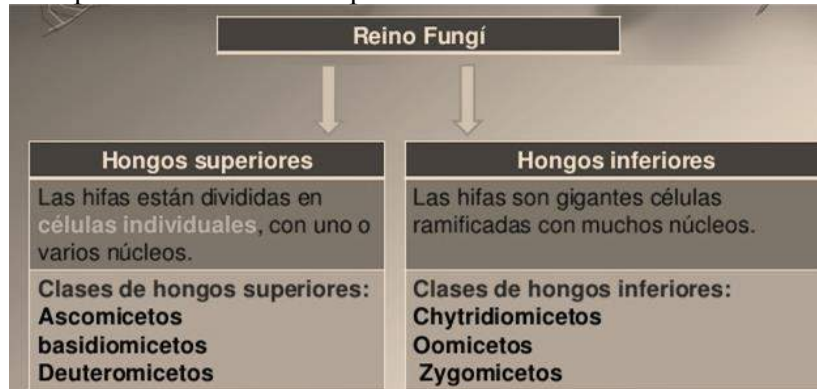 Reino Fungí
Hongos superiores
Las hifas están divididas en
células individuales, con uno o
varios núcleos.
Clases de hongos superiores:
Ascomicetos
basidiomicetos
Deuteromicetos
Hongos inferiores
Las hifas son gigantes células
ramificadas con muchos núcleos.
Clases de hongos inferiores:
Chytridiomicetos
Oomicetos
Zygomicetos